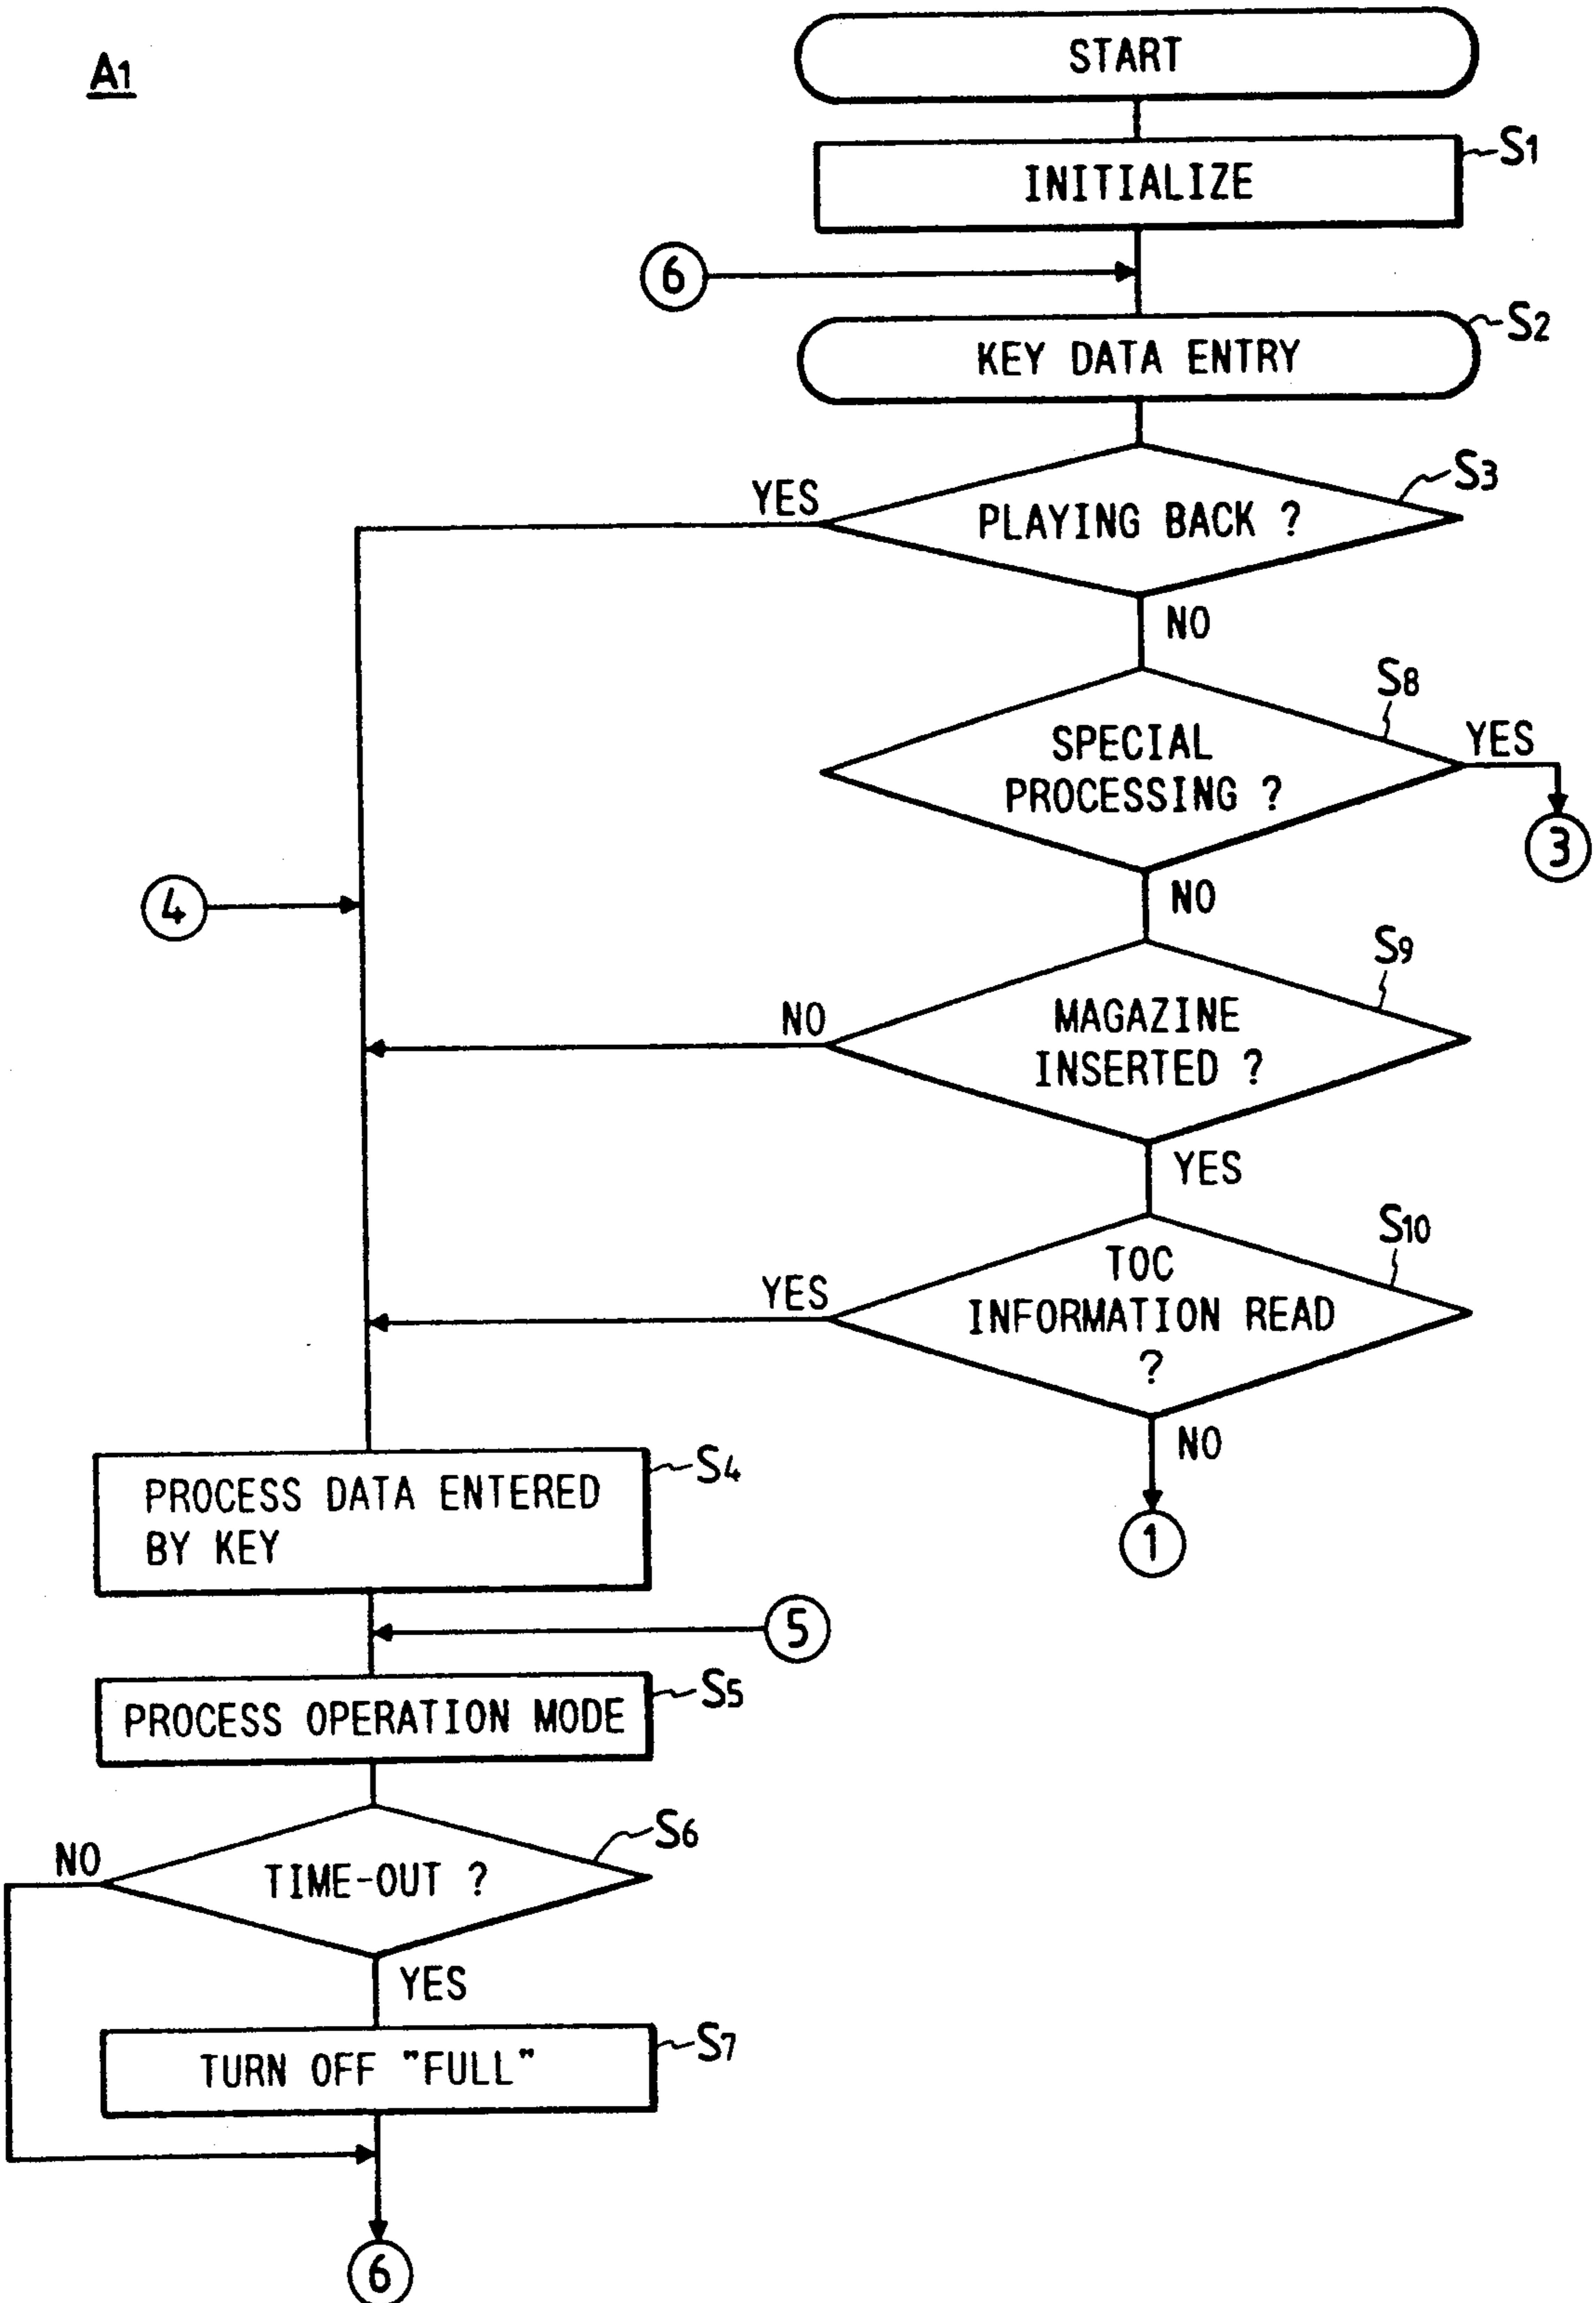 A1
START
INITIALIZE
S1
6
KEY DATA ENTRY
S2
PLAYING BACK ?
S3
YES
NO
SPECIAL
PROCESSING ?
S8
YES
3
NO
4
MAGAZINE
INSERTED ?
S9
NO
YES
TOC
INFORMATION READ
?
S10
YES
NO
1
PROCESS DATA ENTERED
BY KEY
S4
5
PROCESS OPERATION MODE
S5
TIME-OUT ?
S6
NO
YES
TURN OFF "FULL"
S7
6